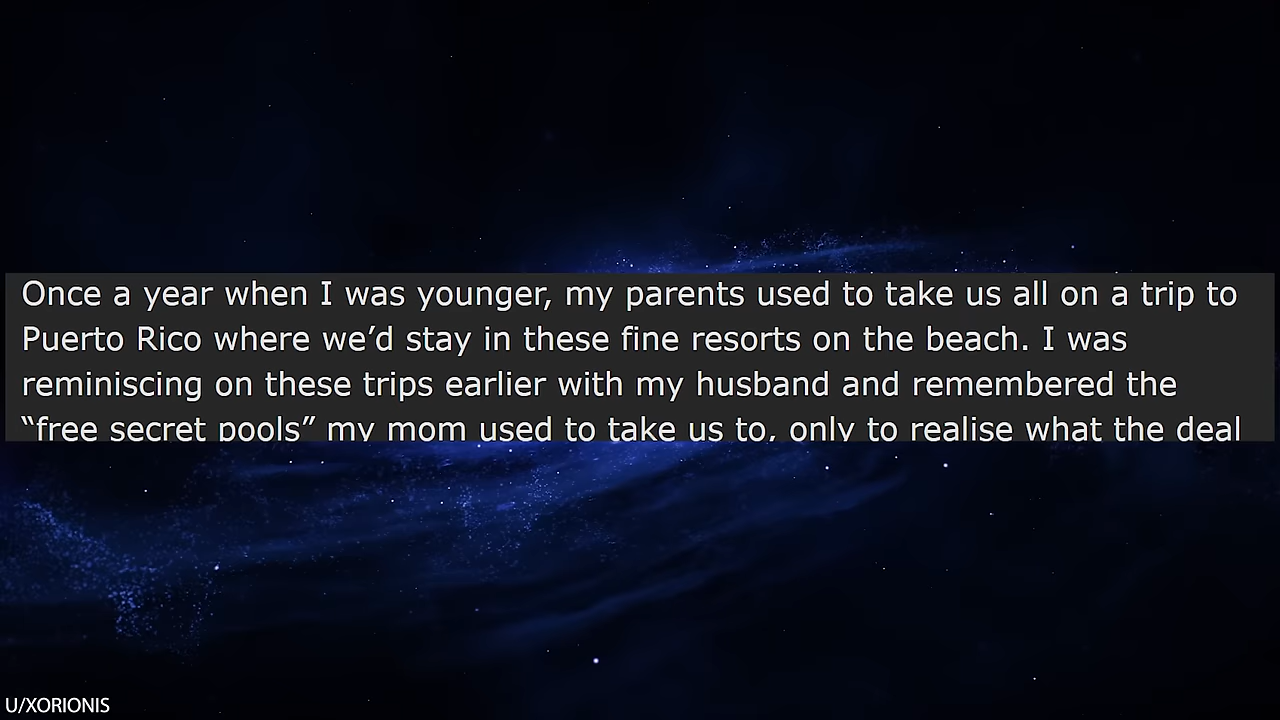 Once a year when I was younger, my parents used to take us all on a trip to
Puerto Rico where we’d stay in these fine resorts on the beach. I was
reminiscing on these trips earlier with my husband and remembered the
“free secret pools” my mom used to take us to, only to realise what the deal
U/XORIONIS